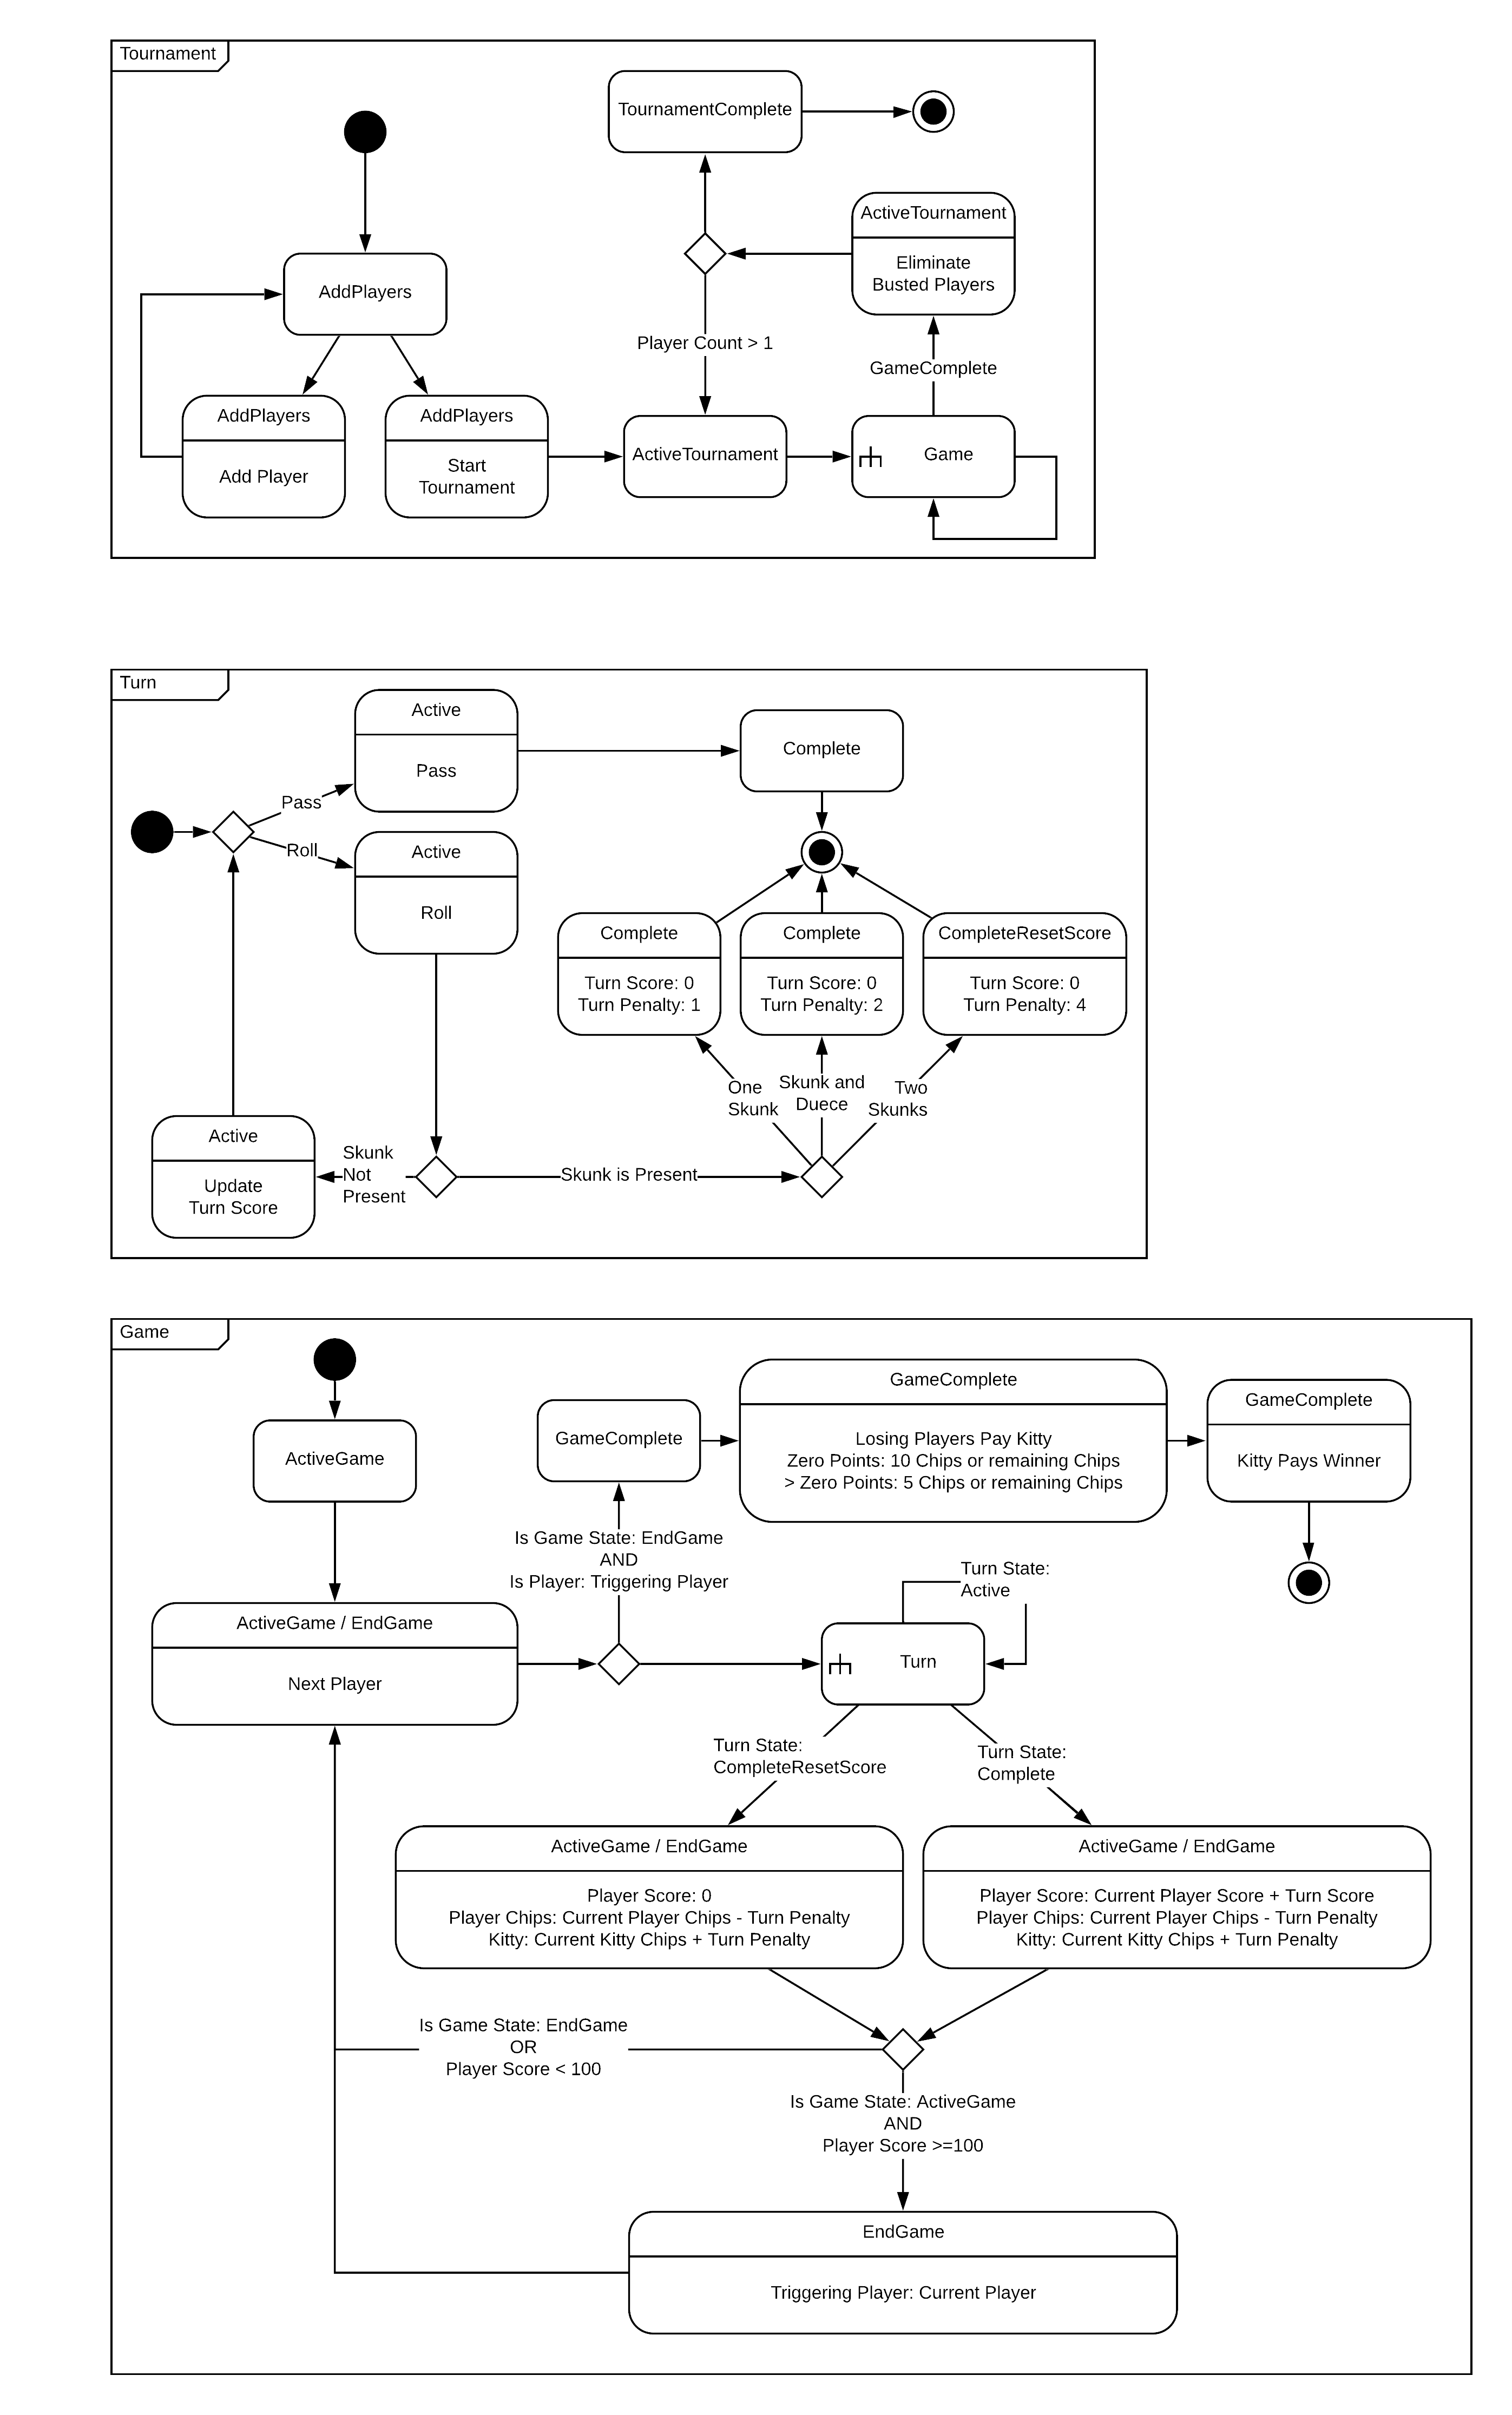 Tournament
TournamentComplete
ActiveTournament
Eliminate
Busted Players
AddPlayers
Player Count > 1
GameComplete
AddPlayers
Add Player
AddPlayers
Start
Tournament
ActiveTournament
Game
Turn
Active
Pass
Complete
Pass
Roll
Active
Roll
Complete
Turn Score: 0
Turn Penalty: 1
Complete
Turn Score: 0
Turn Penalty: 2
CompleteResetScore
Turn Score: 0
Turn Penalty: 4
One
Skunk
Skunk and
Duece
Two
Skunks
Active
Update
Turn Score
Skunk
Not
Present
Skunk is Present
Game
ActiveGame
GameComplete
GameComplete
Losing Players Pay Kitty
Zero Points: 10 Chips or remaining Chips
> Zero Points: 5 Chips or remaining Chips
GameComplete
Kitty Pays Winner
Is Game State: EndGame
AND
Is Player: Triggering Player
Turn State:
Active
ActiveGame / EndGame
Next Player
Turn
Turn State:
CompleteResetScore
Turn State:
Complete
ActiveGame / EndGame
Player Score: 0
Player Chips: Current Player Chips - Turn Penalty
Kitty: Current Kitty Chips + Turn Penalty
ActiveGame / EndGame
Player Score: Current Player Score + Turn Score
Player Chips: Current Player Chips - Turn Penalty
Kitty: Current Kitty Chips + Turn Penalty
Is Game State: EndGame
OR
Player Score < 100
Is Game State: ActiveGame
AND
Player Score >=100
EndGame
Triggering Player: Current Player